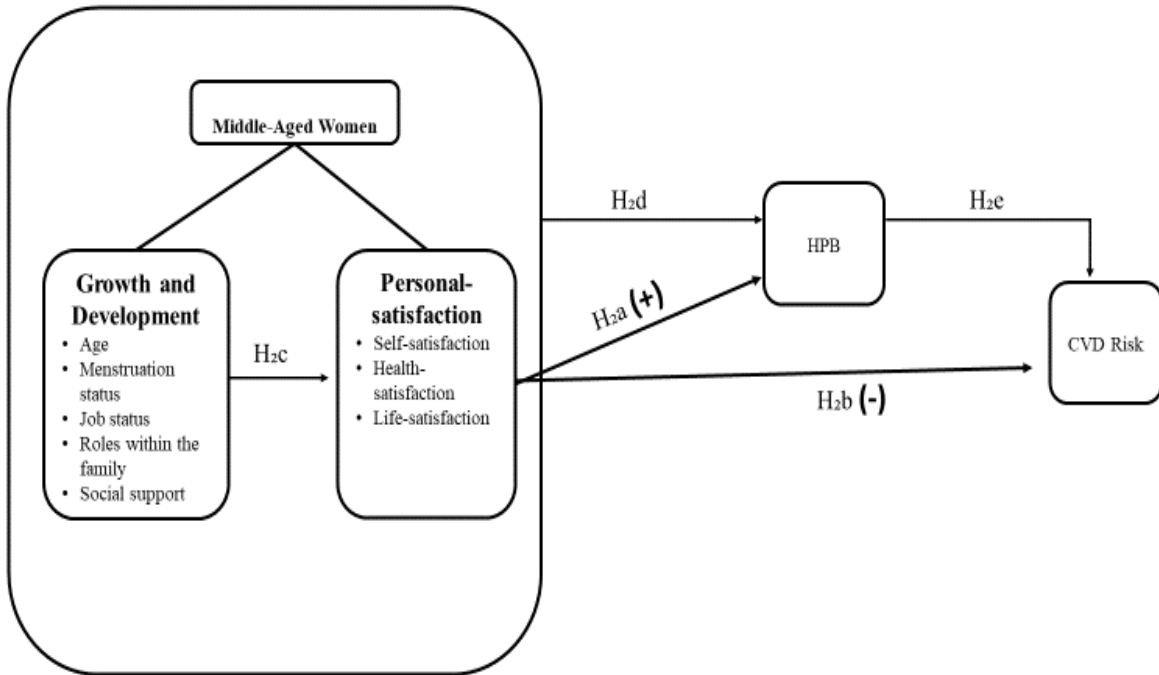 Middle-Aged Women
Growth and
Development
• Age
• Menstruation
status
• Job status
• Roles within the
family
• Social support
H₂c
Personal-
satisfaction
• Self-satisfaction
• Health-
satisfaction
• Life-satisfaction
H₂d
H₂a (+)
H₂b (-)
HPB
H₂e
CVD Risk